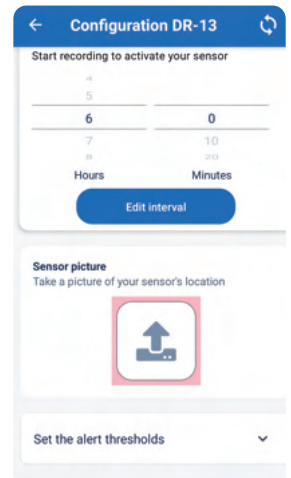 Configuration DR-13
Start recording to activate your sensor
4
5
6 0
7 10
8 20
Hours Minutes
Edit interval
Sensor picture
Take a picture of your sensor's location
Set the alert thresholds